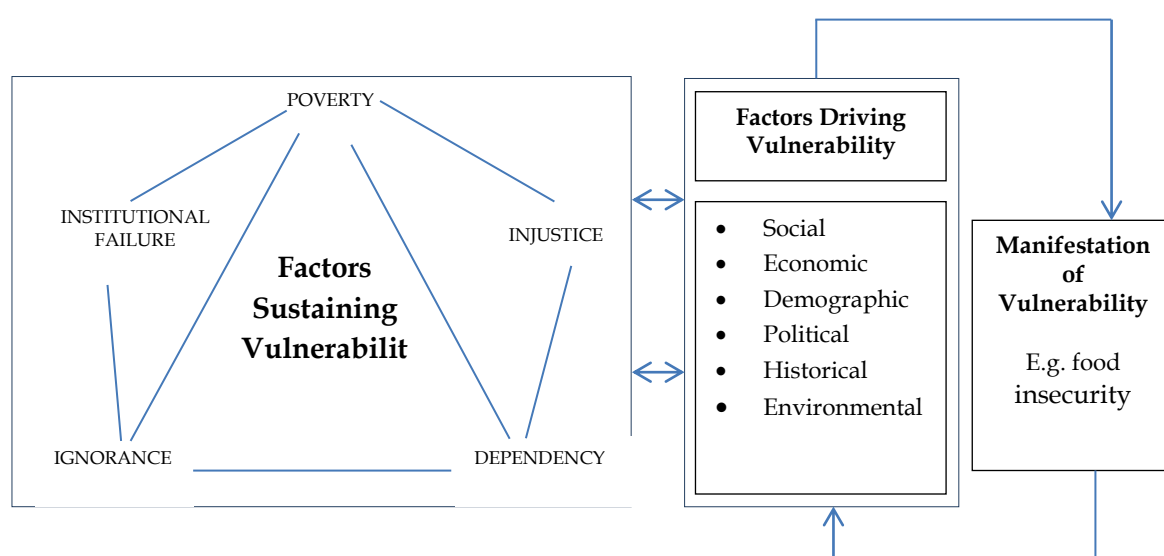 POVERTY
INSTITUTIONAL
FAILURE
INJUSTICE
Factors
Sustaining
Vulnerabilit
IGNORANCE
DEPENDENCY
Factors Driving
Vulnerability
• Social
• Economic
• Demographic
• Political
• Historical
• Environmental
Manifestation
of
Vulnerability
E.g. food
insecurity